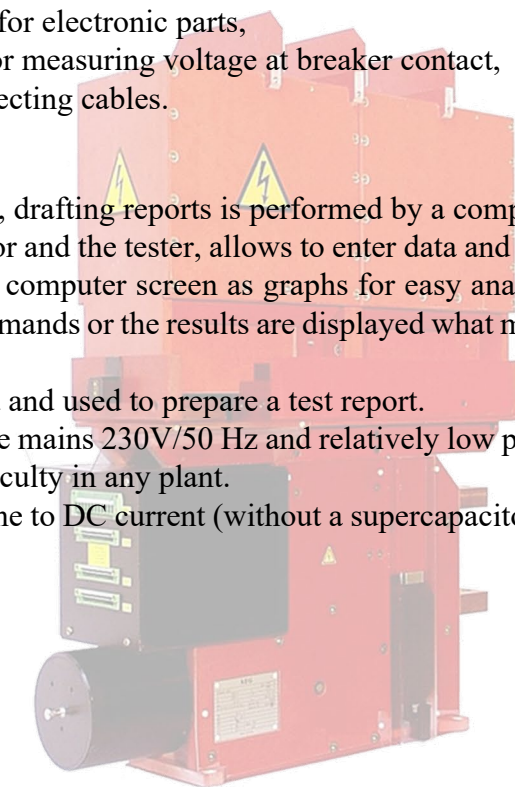 for electronic parts,
or measuring voltage at breaker contact,
ecting cables.
, drafting reports is performed by a comp
or and the tester, allows to enter data and
computer screen as graphs for easy ana
mands or the results are displayed what m
and used to prepare a test report.
e mains 230V/50 Hz and relatively low p
culty in any plant.
ne to DC current (without a supercapacito